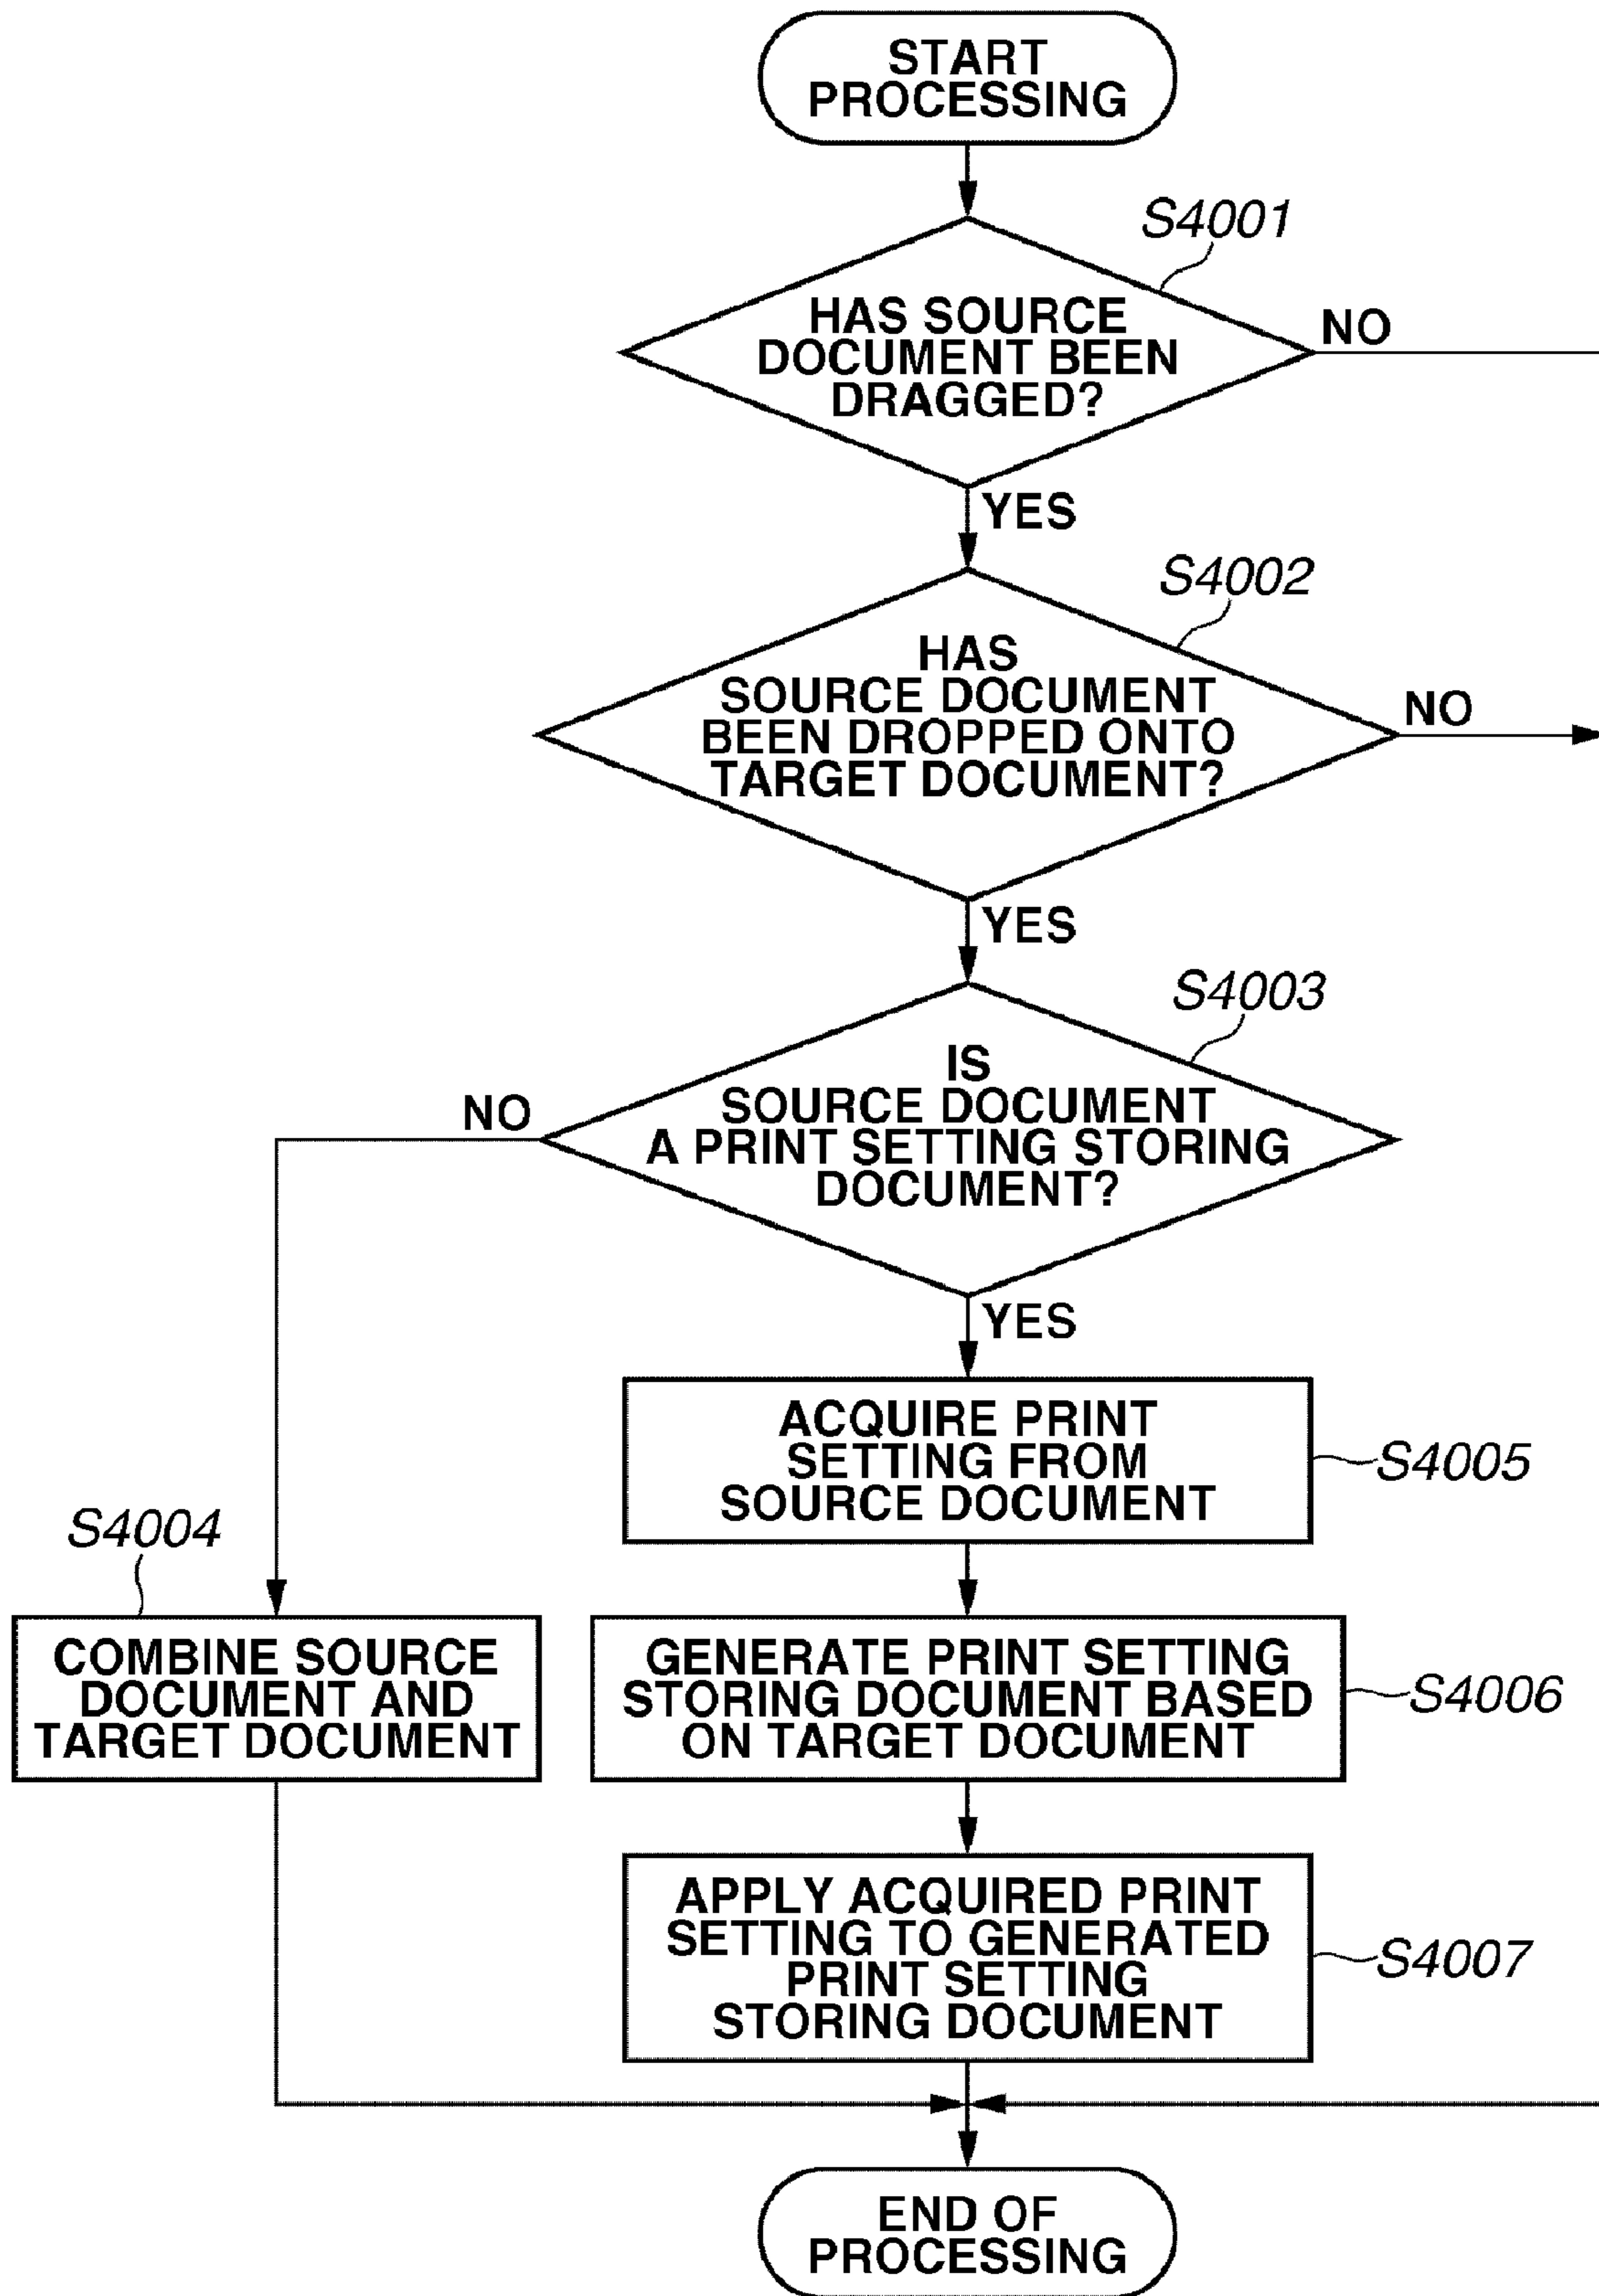 START
PROCESSING
S4001
HAS SOURCE
DOCUMENT BEEN
DRAGGED?
NO
YES
S4002
HAS
SOURCE DOCUMENT
BEEN DROPPED ONTO
TARGET DOCUMENT?
NO
YES
S4003
IS
SOURCE DOCUMENT
A PRINT SETTING STORING
DOCUMENT?
NO
YES
ACQUIRE PRINT
SETTING FROM
SOURCE DOCUMENT
S4005
S4004
COMBINE SOURCE
DOCUMENT AND
TARGET DOCUMENT
GENERATE PRINT SETTING
STORING DOCUMENT BASED
ON TARGET DOCUMENT
S4006
APPLY ACQUIRED PRINT
SETTING TO GENERATED
PRINT SETTING
STORING DOCUMENT
S4007
END OF
PROCESSING